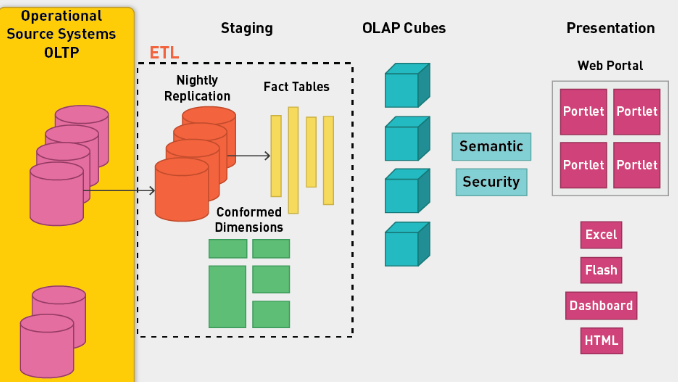 Operational
Source Systems
OLTP
ETL
Staging
Nightly
Replication
Fact Tables
Conformed
Dimensions
OLAP Cubes
Semantic
Security
Presentation
Web Portal
Portlet
Portlet
Portlet
Portlet
Excel
Flash
Dashboard
HTML